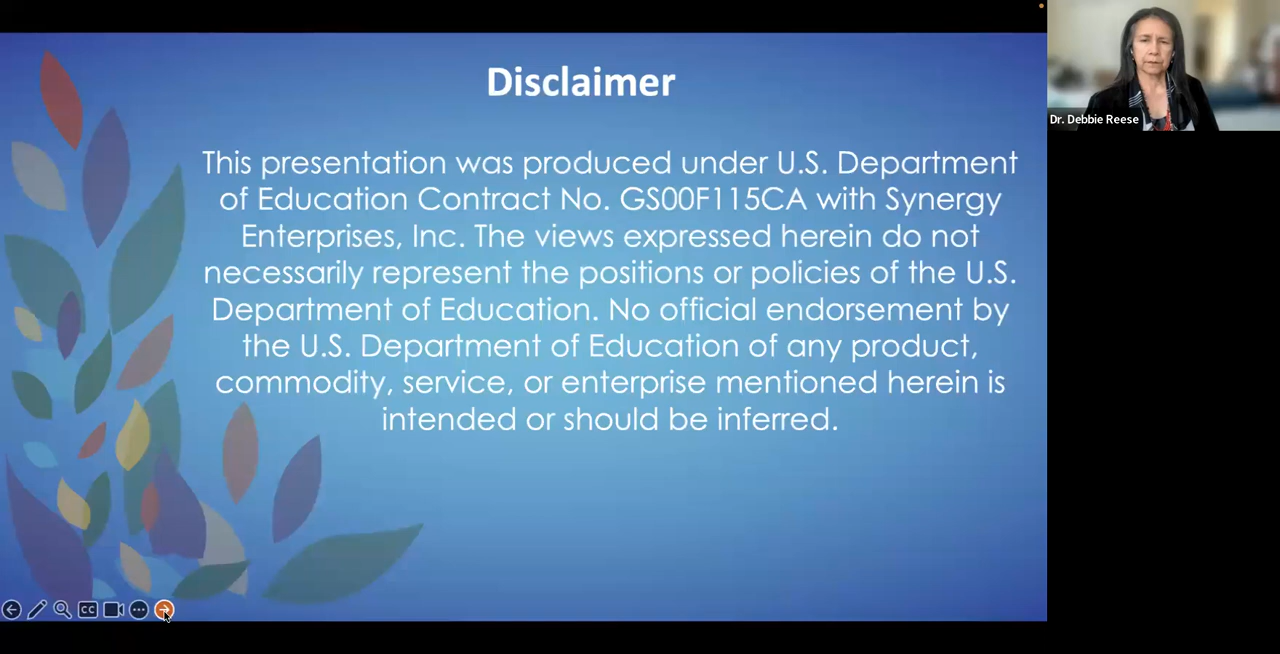 Disclaimer
This presentation was produced under U.S. Department
of Education Contract No. GS00F115CA with Synergy
Enterprises, Inc. The views expressed herein do not
necessarily represent the positions or policies of the U.S.
Department of Education. No official endorsement by
the U.S. Department of Education of any product,
commodity, service, or enterprise mentioned herein is
intended or should be inferred.
Dr. Debbie Reese
CC